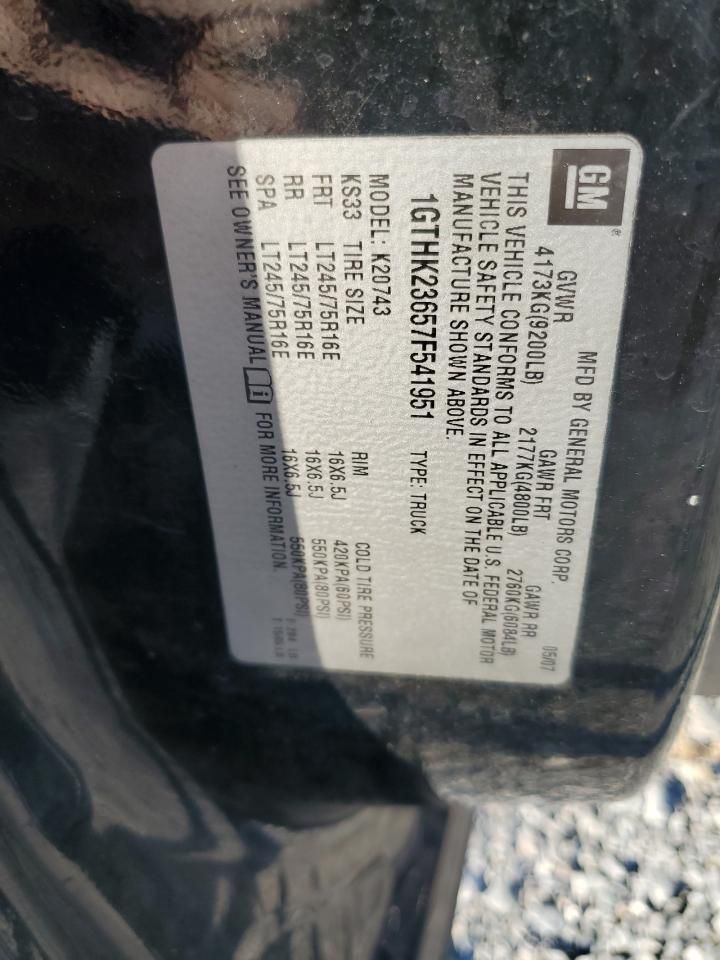 GM®
MFD BY GENERAL MOTORS CORP. 05/07
GVWR GAWR FRT GAWR RR
4173KG(9200LB) 2177KG(4800LB) 2760KG(6084LB)
THIS VEHICLE CONFORMS TO ALL APPLICABLE U.S. FEDERAL MOTOR
VEHICLE SAFETY STANDARDS IN EFFECT ON THE DATE OF
MANUFACTURE SHOWN ABOVE.
1GTHK23657F541951 TYPE: TRUCK
MODEL: K20743
KS33 TIRE SIZE RIM COLD TIRE PRESSURE
FRT LT245/75R16E 16X6.5J 420KPA(60PSI)
RR LT245/75R16E 16X6.5J 550KPA(80PSI)
SPA LT245/75R16E 16X6.5J 550KPA(80PSI)
SEE OWNER'S MANUAL FOR MORE INFORMATION.